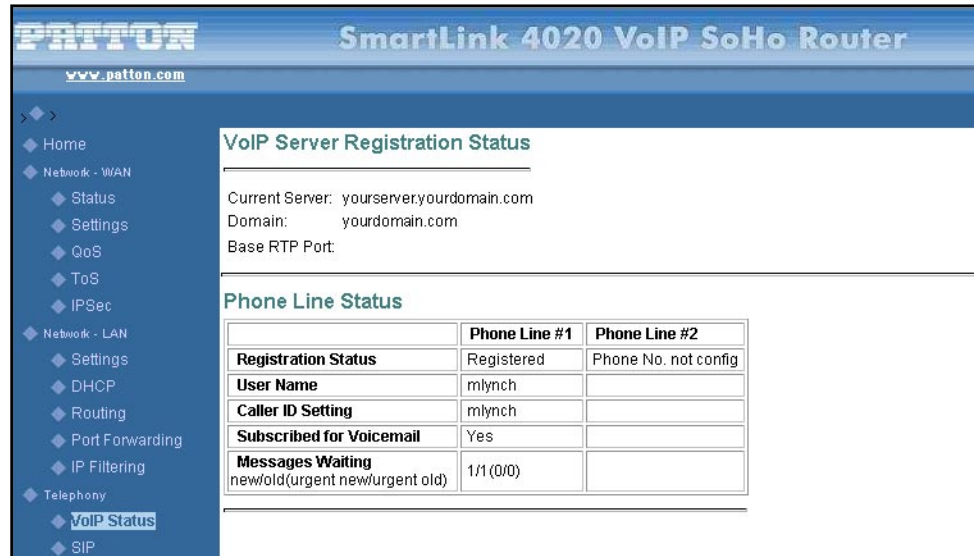 PATTON
SmartLink 4020 VoIP SoHo Router
www.patton.com
> >
Home
Network - WAN
Status
Settings
QoS
ToS
IPSec
Network - LAN
Settings
DHCP
Routing
Port Forwarding
IP Filtering
Telephony
VoIP Status
SIP
VoIP Server Registration Status
Current Server: yourserver.yourdomain.com
Domain: yourdomain.com
Base RTP Port:
Phone Line Status
Phone Line #1 Phone Line #2
Registration Status Registered Phone No. not config
User Name mlynch
Caller ID Setting mlynch
Subscribed for Voicemail Yes
Messages Waiting
new/old(urgent new/urgent old) 1/1(0/0)